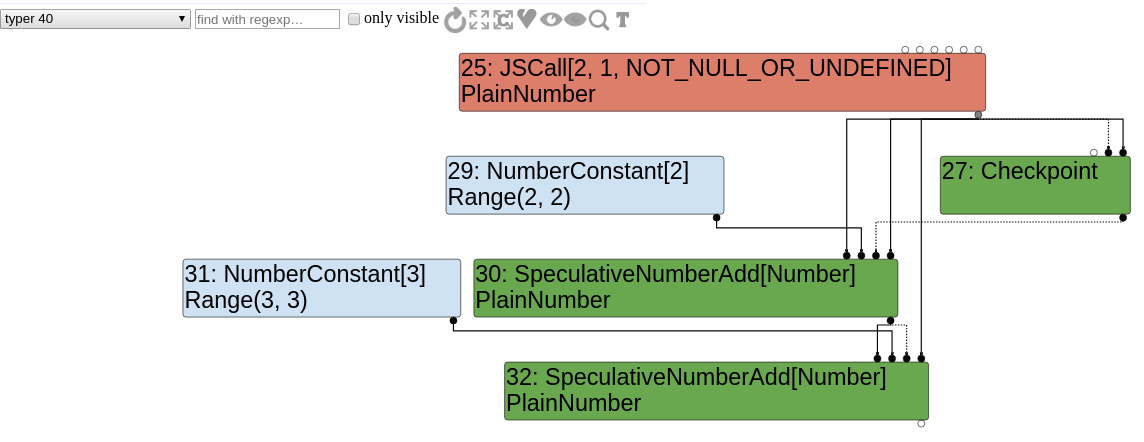 typer 40
find with regexp…
only visible
T
25: JSCall[2, 1, NOT_NULL_OR_UNDEFINED]
PlainNumber
29: NumberConstant[2]
Range(2, 2)
27: Checkpoint
31: NumberConstant[3]
Range(3, 3)
30: SpeculativeNumberAdd[Number]
PlainNumber
32: SpeculativeNumberAdd[Number]
PlainNumber